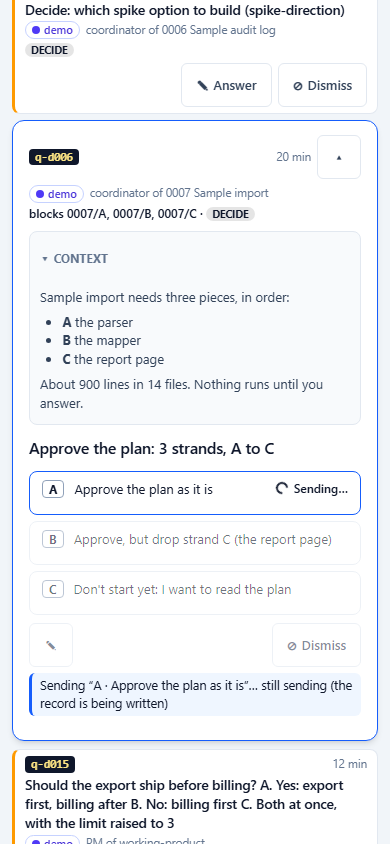 Decide: which spike option to build (spike-direction)
demo coordinator of 0006 Sample audit log
DECIDE
Answer
Dismiss
q-d006
20 min
demo coordinator of 0007 Sample import
blocks 0007/A, 0007/B, 0007/C · DECIDE
CONTEXT
Sample import needs three pieces, in order:
A the parser
B the mapper
C the report page
About 900 lines in 14 files. Nothing runs until you
answer.
Approve the plan: 3 strands, A to C
A Approve the plan as it is Sending...
B Approve, but drop strand C (the report page)
C Don't start yet: I want to read the plan
Dismiss
Sending “A · Approve the plan as it is”... still sending (the
record is being written)
q-d015
12 min
Should the export ship before billing? A. Yes: export
first, billing after B. No: billing first C. Both at once,
with the limit raised to 3
demo PM of working-product